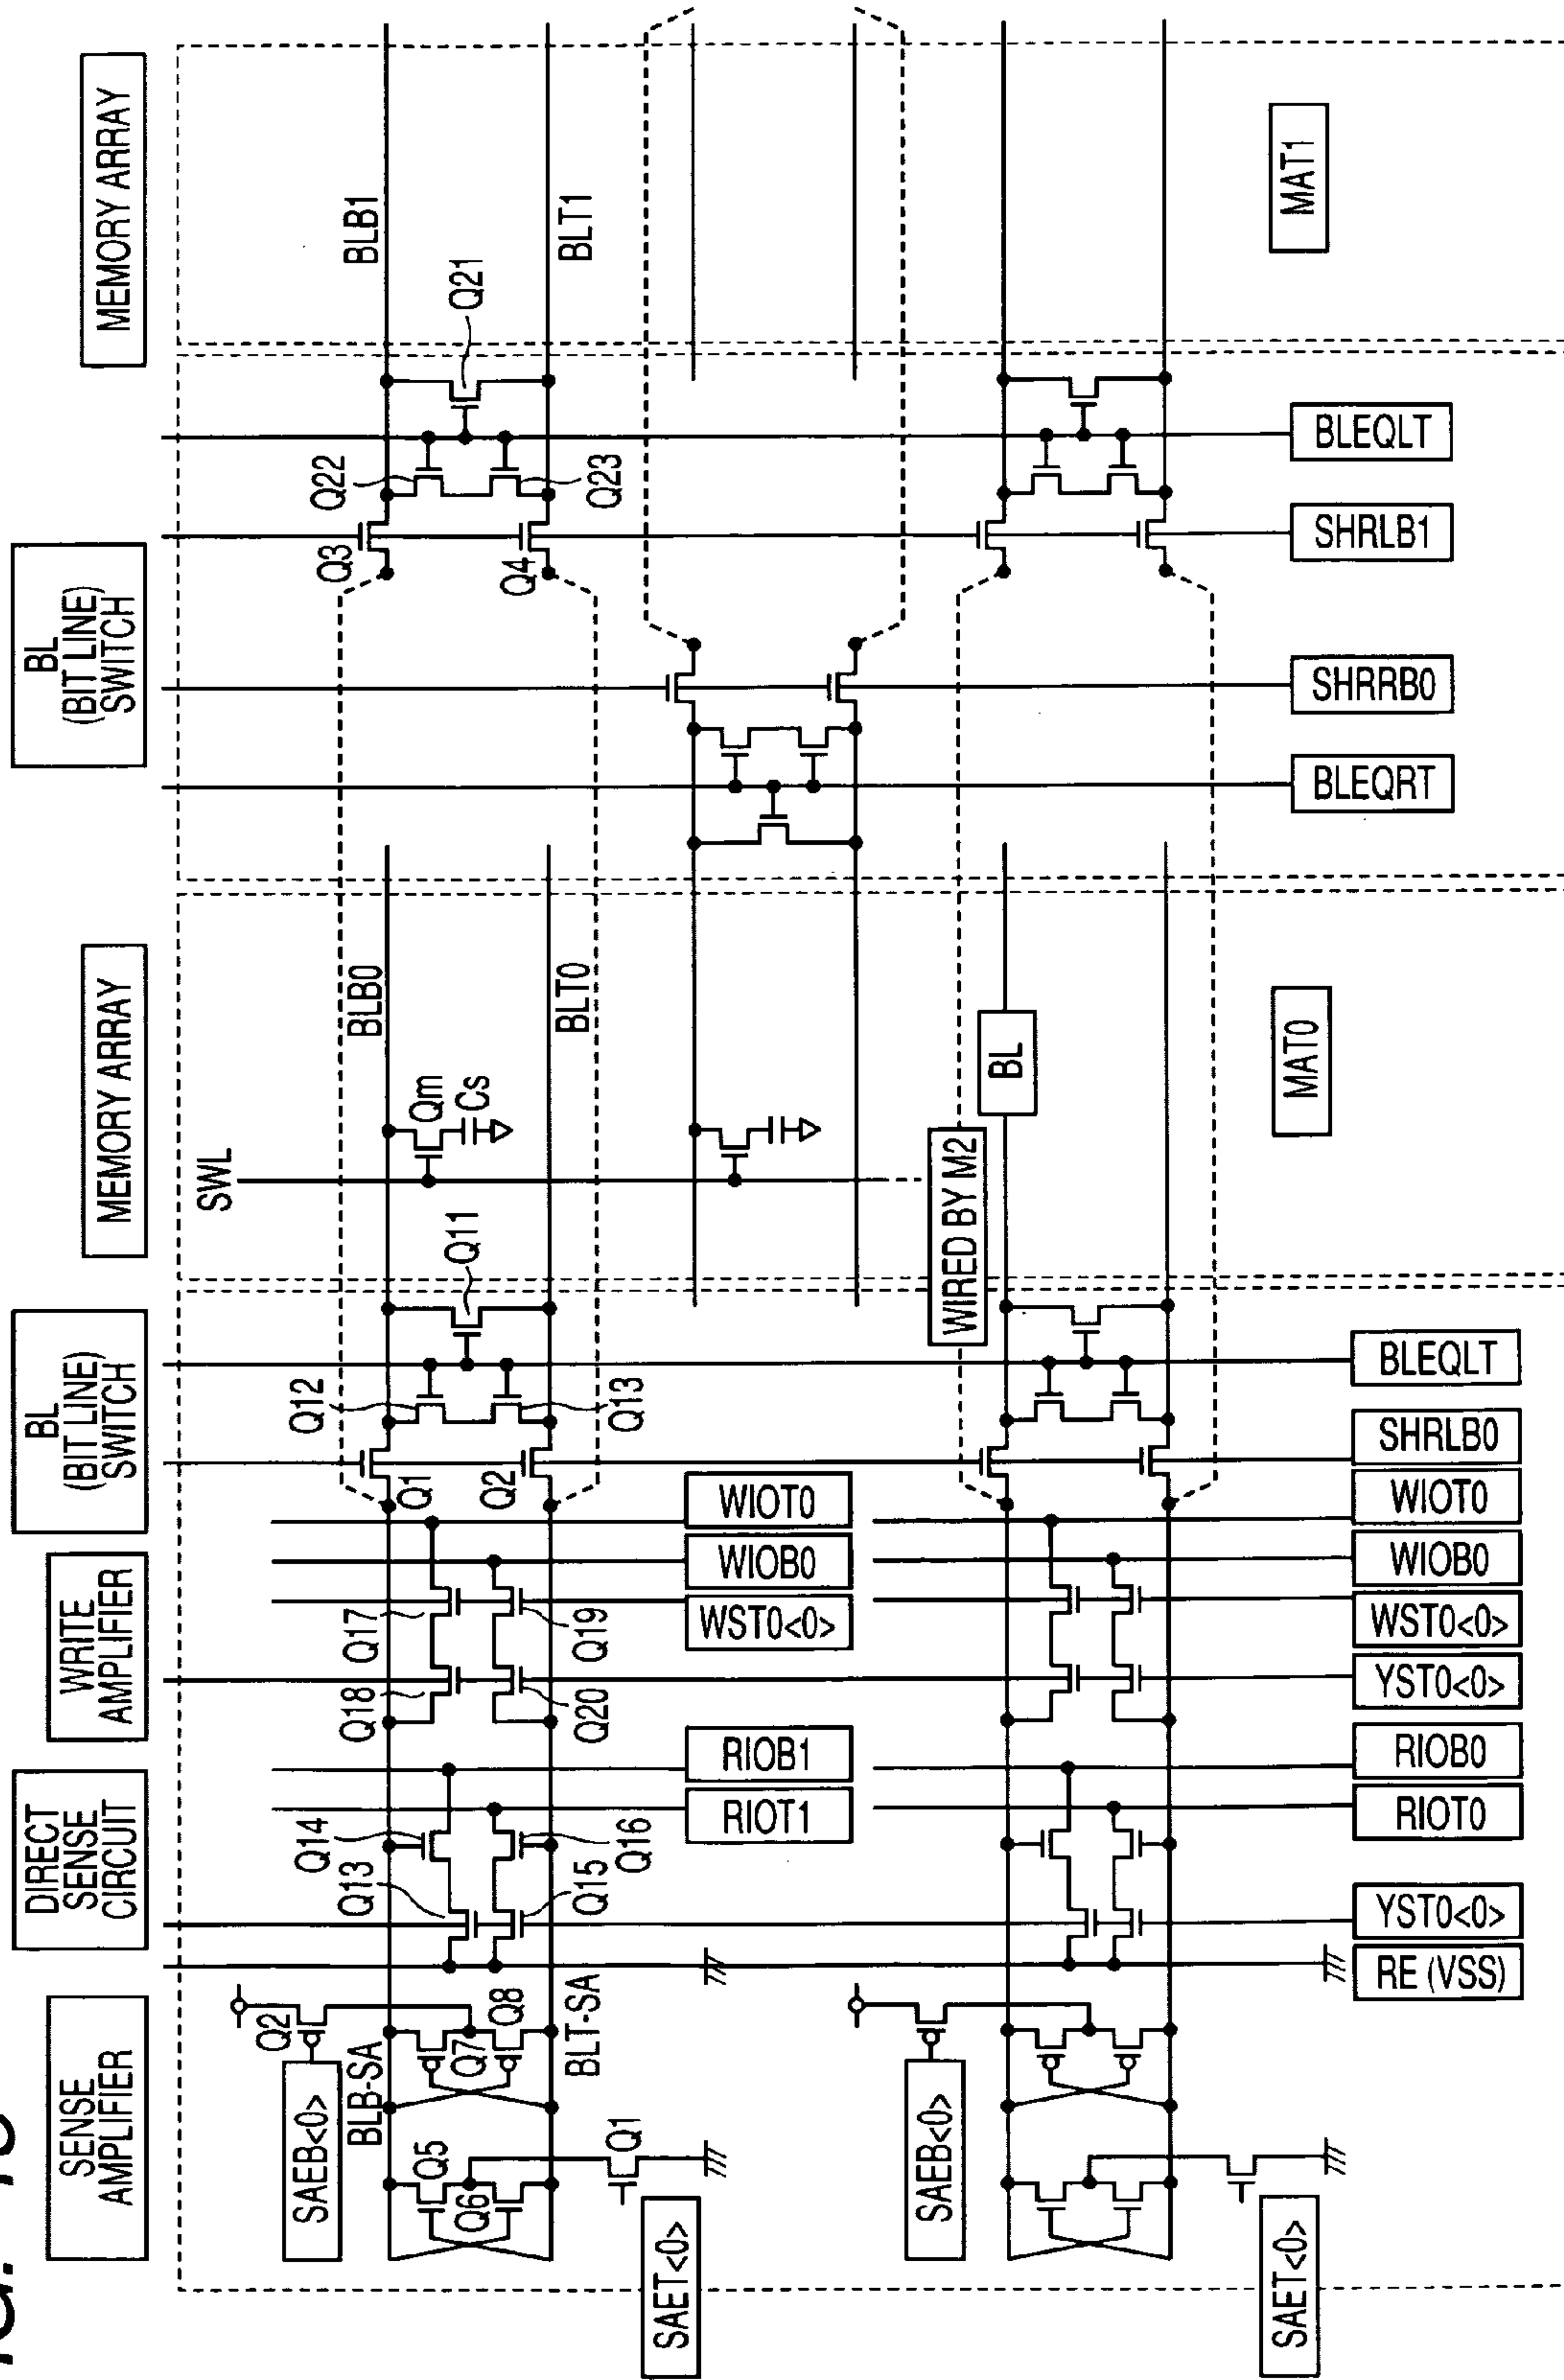 SENSE
AMPLIFIER
DIRECT
SENSE
CIRCUIT
WRITE
AMPLIFIER
BL
(BIT LINE)
SWITCH
MEMORY ARRAY
BL
(BIT LINE)
SWITCH
MEMORY ARRAY
SWL
SAEB<0>
Q2
BLB-SA
Q5
Q6
Q7
Q8
BLT-SA
Q1
SAET<0>
Q13
Q14
Q15
Q16
RIOT1
RIOB1
Q18
Q17
Q20
Q19
WST0<0>
WIOB0
WIOT0
Q1
Q2
Q12
Q13
Q11
BLB0
Qm
Cs
BLT0
Q3
Q4
Q22
Q23
Q21
BLB1
BLT1
SAEB<0>
WIRED BY M2
BL
SAET<0>
RE (VSS)
YST0<0>
RIOT0
RIOB0
YST0<0>
WST0<0>
WIOB0
WIOT0
SHRLB0
BLEQLT
MAT0
BLEQRT
SHRRB0
SHRLB1
BLEQLT
MAT1